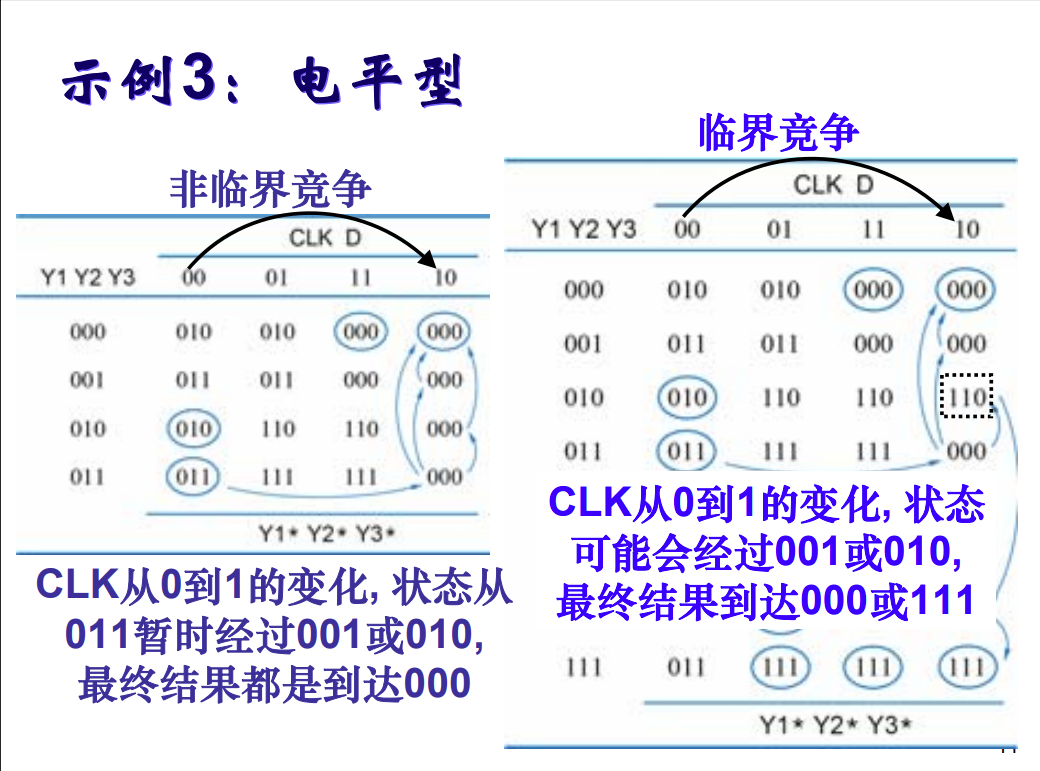 示例3：电平型
非临界竞争
CLK D
Y1 Y2 Y3 00 01 11 10
000 010 010 000 000
001 011 011 000 000
010 010 110 110 000
011 011 111 111 000
Y1* Y2* Y3*
CLK从0到1的变化, 状态从
011暂时经过001或010,
最终结果都是到达000
临界竞争
CLK D
Y1 Y2 Y3 00 01 11 10
000 010 010 000 000
001 011 011 000 000
010 010 110 110 110
011 011 111 111 000
CLK从0到1的变化, 状态
可能会经过001或010,
最终结果到达000或111
111 011 111 111 111
Y1* Y2* Y3*